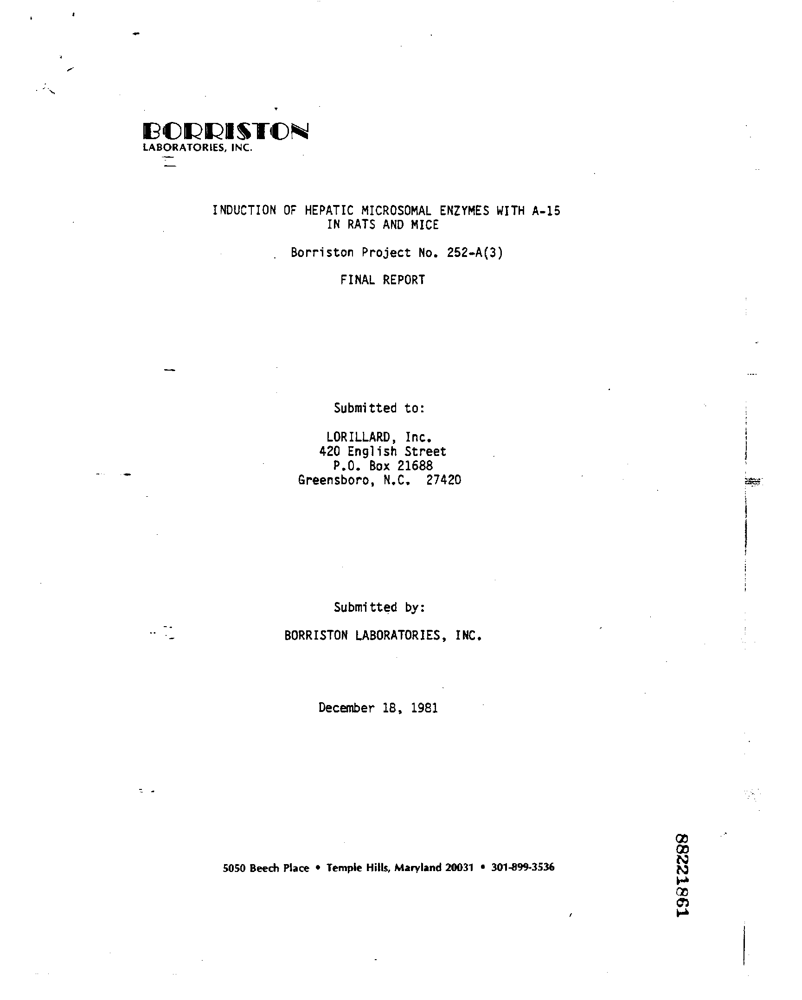 BORRISTON
LABORATORIES, INC.
INDUCTION OF HEPATIC MICROSOMAL ENZYMES WITH A-15
IN RATS AND MICE
Borriston Project No. 252-A(3)
FINAL REPORT
Submitted to:
LORILLARD, Inc.
420 English Street
P.O. Box 21688
Greensboro, N.C. 27420
Submitted by:
BORRISTON LABORATORIES, INC.
December 18, 1981
5050 Beech Place • Temple Hills, Maryland 20031 • 301-899-3536
88221861